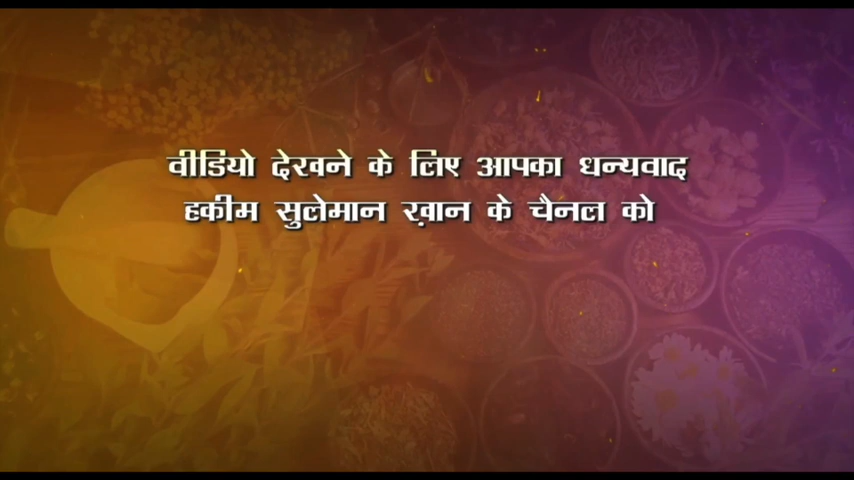 वीडियो देखने के लिए आपका धन्यवाद
हकीम सुलेमान ख़ान के चैनल को